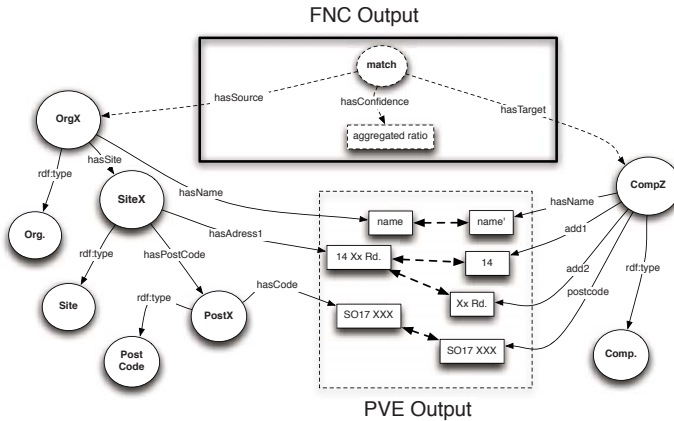 FNC Output
match
hasSource
hasConfidence
hasTarget
aggregated ratio
OrgX
rdf:type
hasSite
hasName
SiteX
Org.
hasAdress1
rdf:type
hasPostCode
Site
rdf:type
PostX
hasCode
Post
Code
name
name'
14 Xx Rd.
14
Xx Rd.
SO17 XXX
SO17 XXX
hasName
CompZ
add1
add2
postcode
rdf:type
Comp.
PVE Output